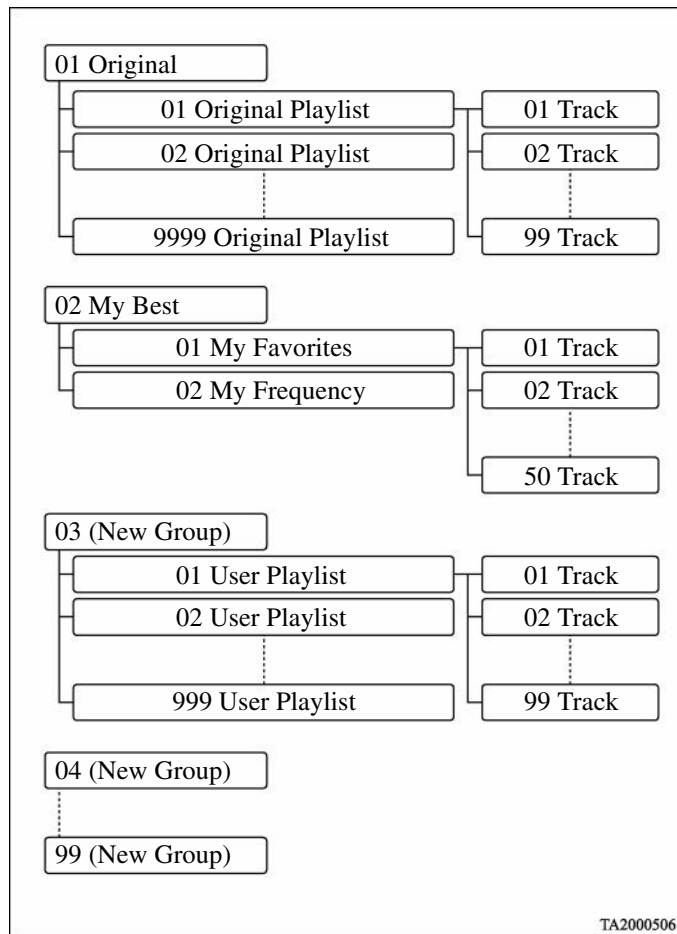 01 Original
01 Original Playlist
01 Track
02 Original Playlist
02 Track
9999 Original Playlist
99 Track
02 My Best
01 My Favorites
01 Track
02 My Frequency
02 Track
50 Track
03 (New Group)
01 User Playlist
01 Track
02 User Playlist
02 Track
999 User Playlist
99 Track
04 (New Group)
99 (New Group)
TA2000506